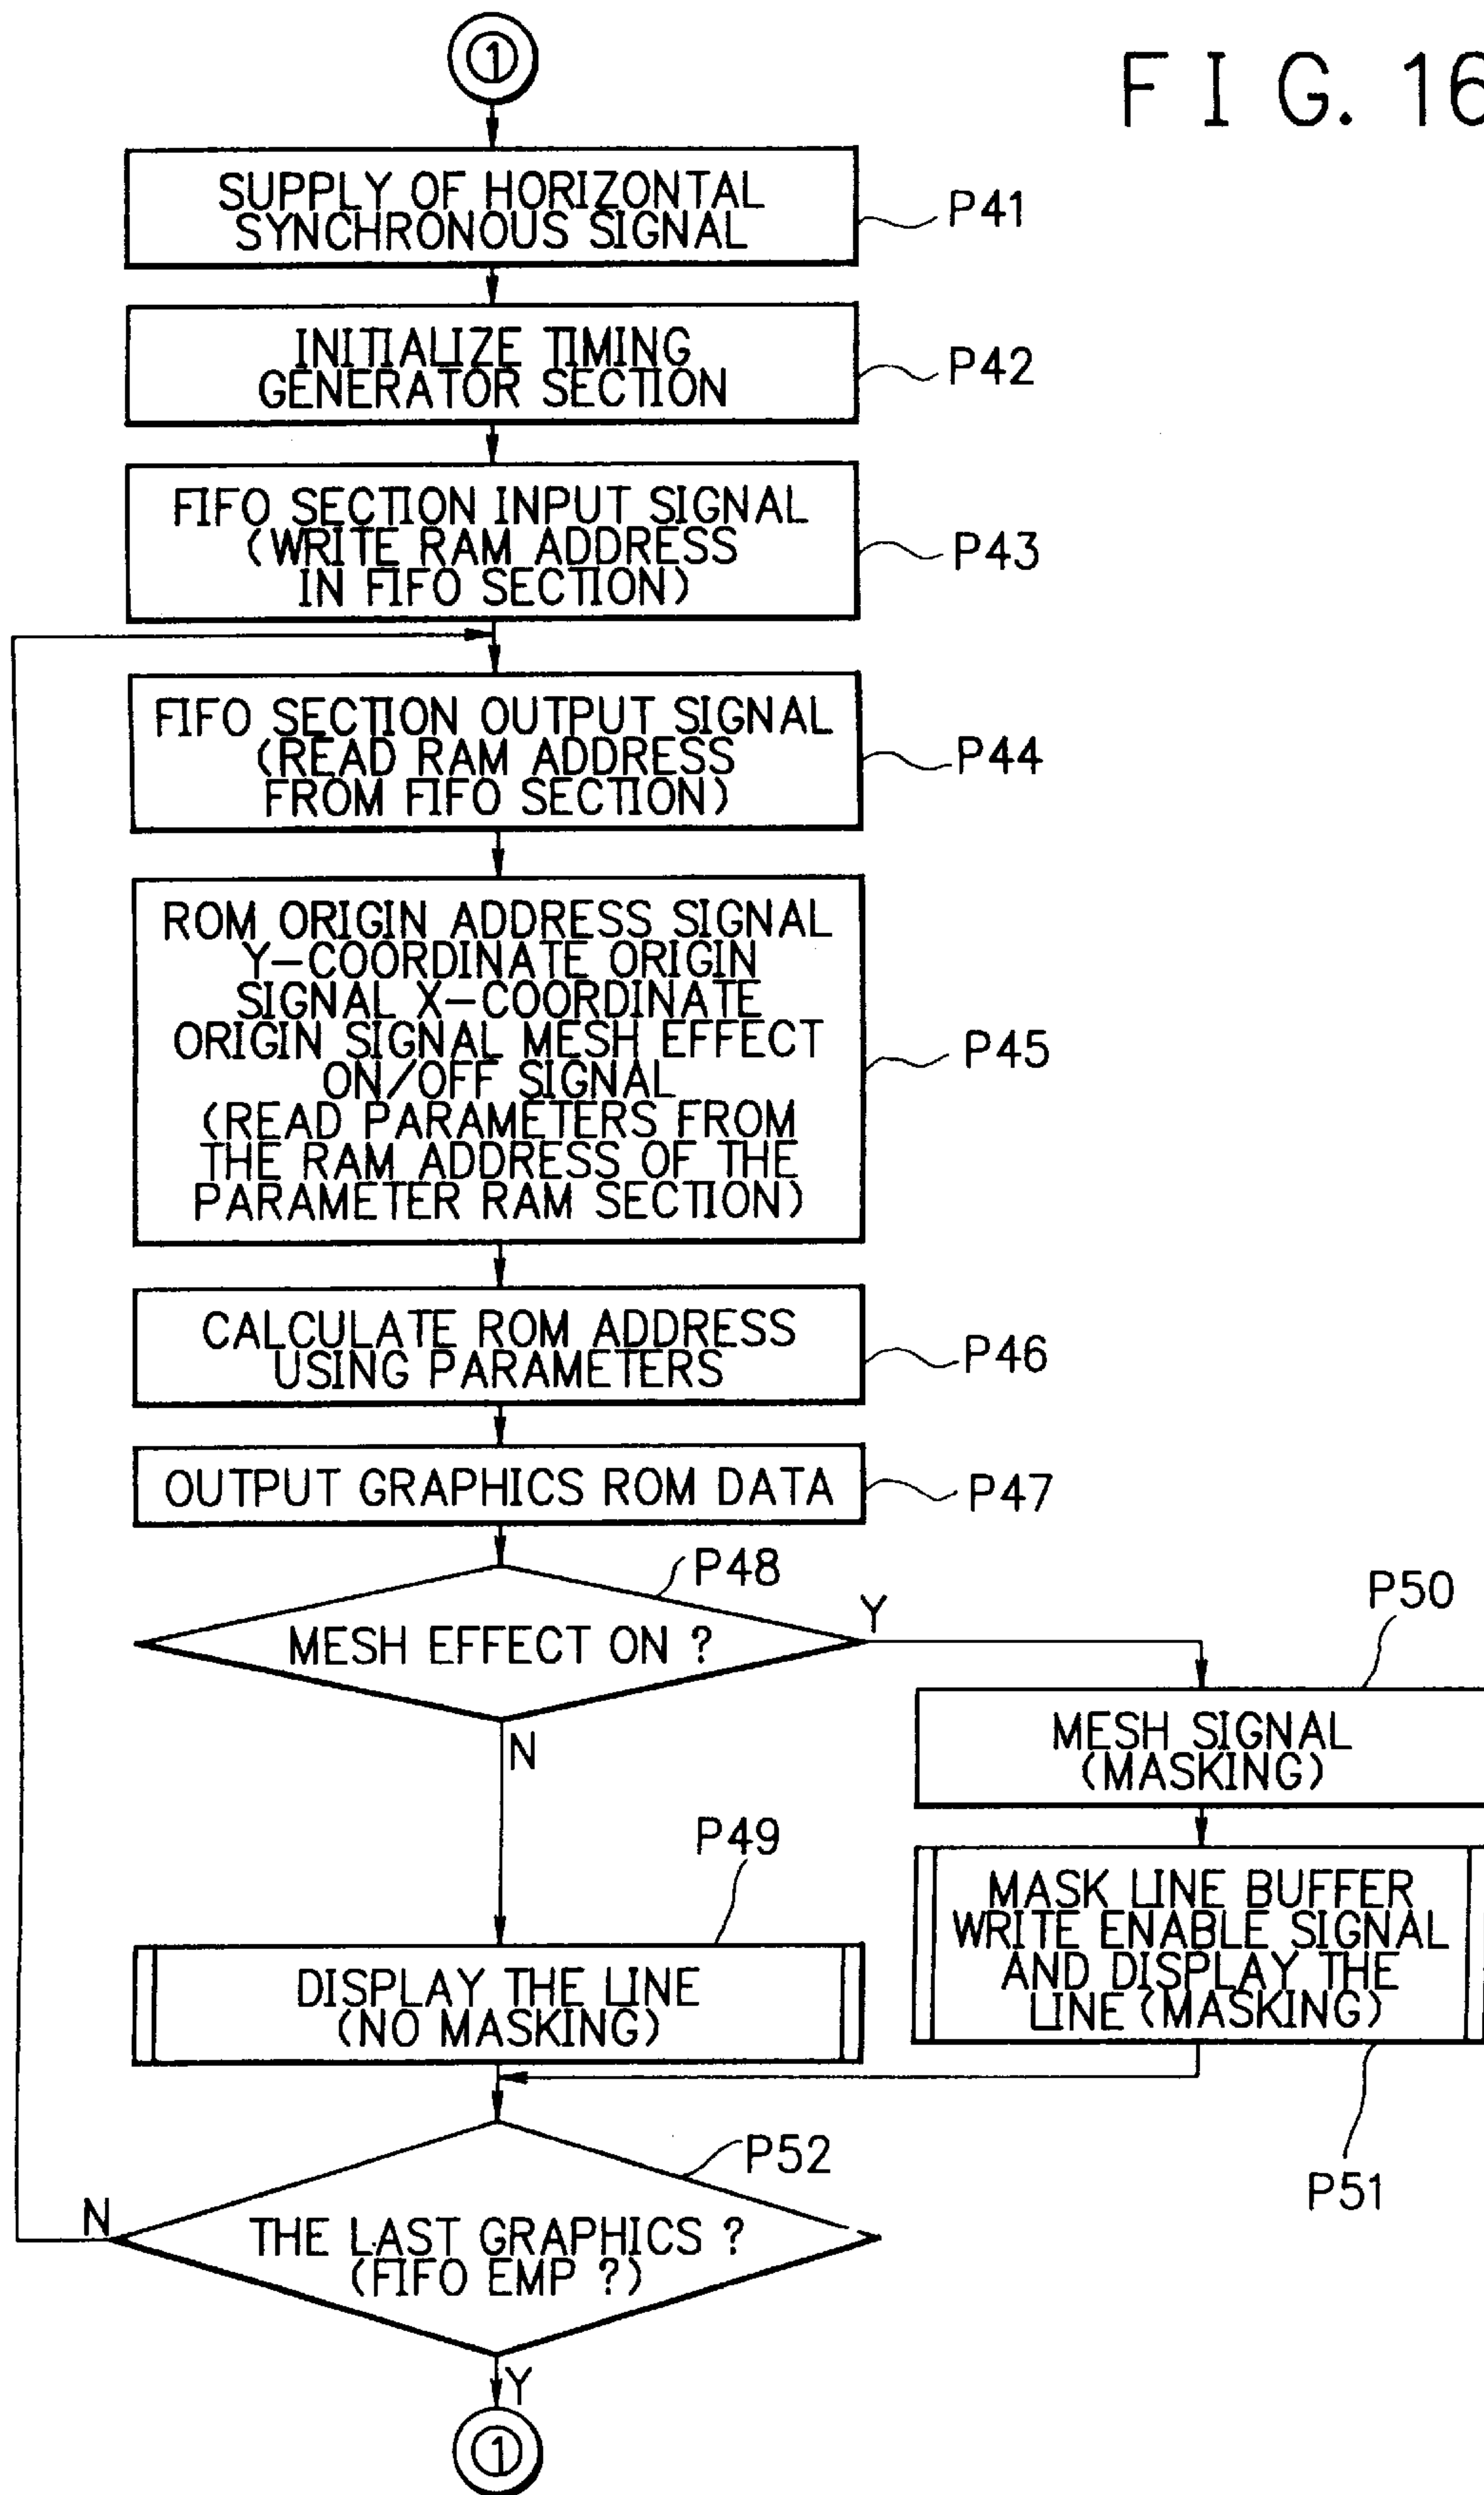 1
F I G. 16
SUPPLY OF HORIZONTAL
SYNCHRONOUS SIGNAL
P41
INITIALIZE TIMING
GENERATOR SECTION
P42
FIFO SECTION INPUT SIGNAL
(WRITE RAM ADDRESS
IN FIFO SECTION)
P43
FIFO SECTION OUTPUT SIGNAL
(READ RAM ADDRESS
FROM FIFO SECTION)
P44
ROM ORIGIN ADDRESS SIGNAL
Y-COORDINATE ORIGIN
SIGNAL X-COORDINATE
ORIGIN SIGNAL MESH EFFECT
ON/OFF SIGNAL
(READ PARAMETERS FROM
THE RAM ADDRESS OF THE
PARAMETER RAM SECTION)
P45
CALCULATE ROM ADDRESS
USING PARAMETERS
P46
OUTPUT GRAPHICS ROM DATA
P47
P48
MESH EFFECT ON ?
Y
N
P50
MESH SIGNAL
(MASKING)
P49
DISPLAY THE LINE
(NO MASKING)
MASK LINE BUFFER
WRITE ENABLE SIGNAL
AND DISPLAY THE
LINE (MASKING)
P51
P52
THE LAST GRAPHICS ?
(FIFO EMP ?)
N
Y
1